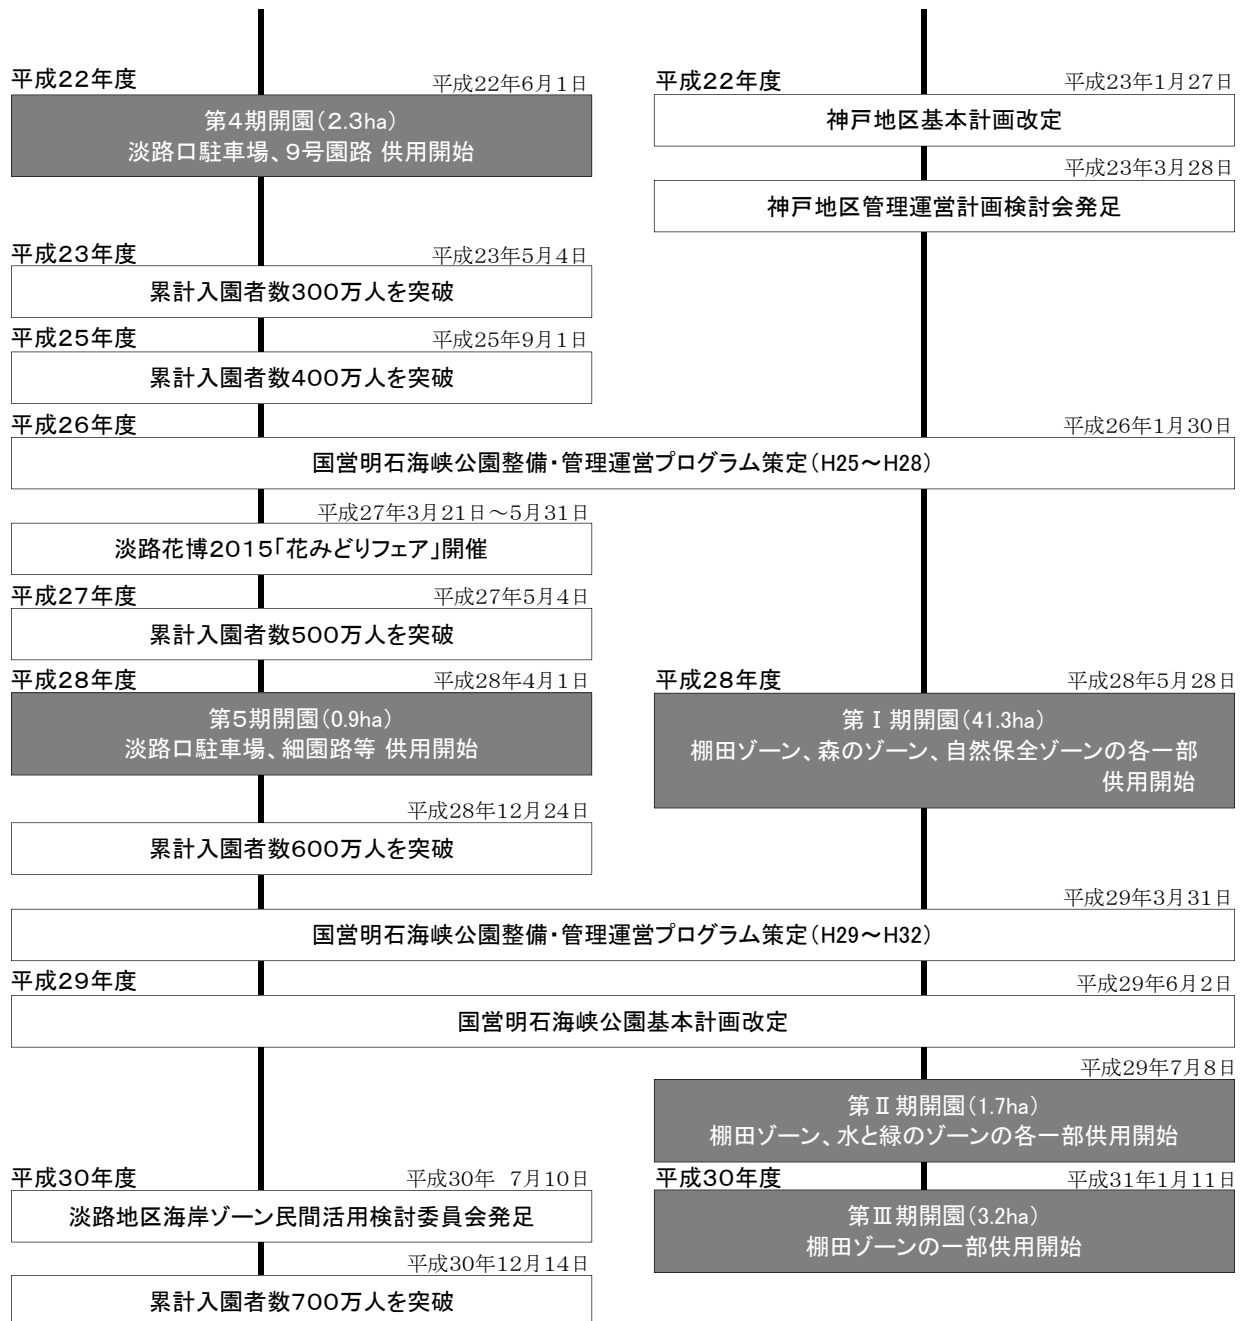 平成22年度
平成22年6月1日
第4期開園(2.3ha)
淡路口駐車場、9号園路 供用開始
平成22年度
平成23年1月27日
神戸地区基本計画改定
平成23年3月28日
神戸地区管理運営計画検討会発足
平成23年度
平成23年5月4日
累計入園者数300万人を突破
平成25年度
平成25年9月1日
累計入園者数400万人を突破
平成26年度
平成26年1月30日
国営明石海峡公園整備・管理運営プログラム策定(H25～H28)
平成27年3月21日～5月31日
淡路花博2015「花みどりフェア」開催
平成27年度
平成27年5月4日
累計入園者数500万人を突破
平成28年度
平成28年4月1日
第5期開園(0.9ha)
淡路口駐車場、細園路等 供用開始
平成28年度
平成28年5月28日
第Ⅰ期開園(41.3ha)
棚田ゾーン、森のゾーン、自然保全ゾーンの各一部
供用開始
平成28年12月24日
累計入園者数600万人を突破
平成29年3月31日
国営明石海峡公園整備・管理運営プログラム策定(H29～H32)
平成29年度
平成29年6月2日
国営明石海峡公園基本計画改定
平成29年7月8日
第Ⅱ期開園(1.7ha)
棚田ゾーン、水と緑のゾーンの各一部供用開始
平成30年度
平成30年 7月10日
淡路地区海岸ゾーン民間活用検討委員会発足
平成30年度
平成31年1月11日
第Ⅲ期開園(3.2ha)
棚田ゾーンの一部供用開始
平成30年12月14日
累計入園者数700万人を突破